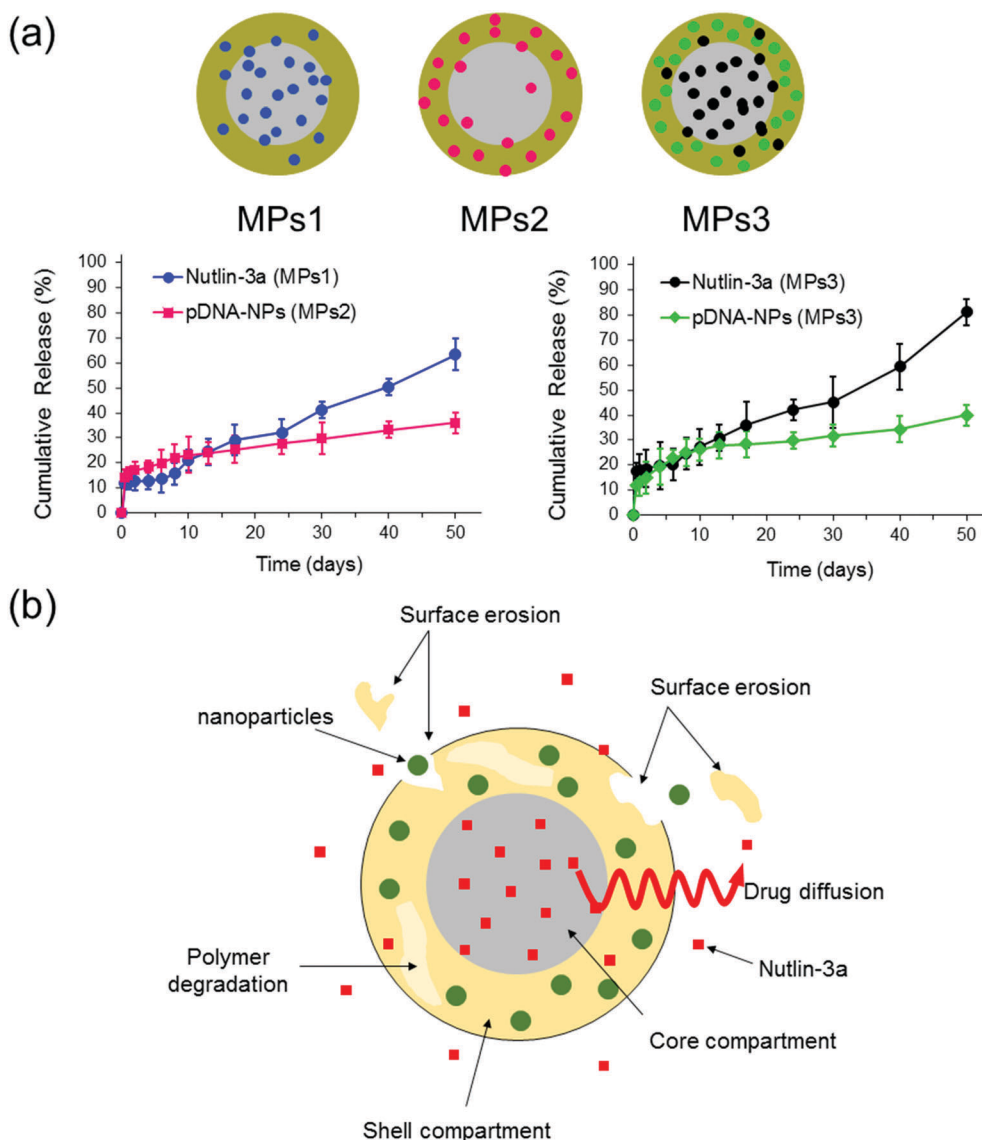 (a)
MPs1
MPs2
MPs3
Cumulative Release (%)
100
90
80
70
60
50
40
30
20
10
0
Nutlin-3a (MPs1)
pDNA-NPs (MPs2)
0
10
20
30
40
50
Time (days)
Cumulative Release (%)
100
90
80
70
60
50
40
30
20
10
0
Nutlin-3a (MPs3)
pDNA-NPs (MPs3)
0
10
20
30
40
50
Time (days)
(b)
Surface erosion
nanoparticles
Surface erosion
Drug diffusion
Nutlin-3a
Polymer
degradation
Core compartment
Shell compartment